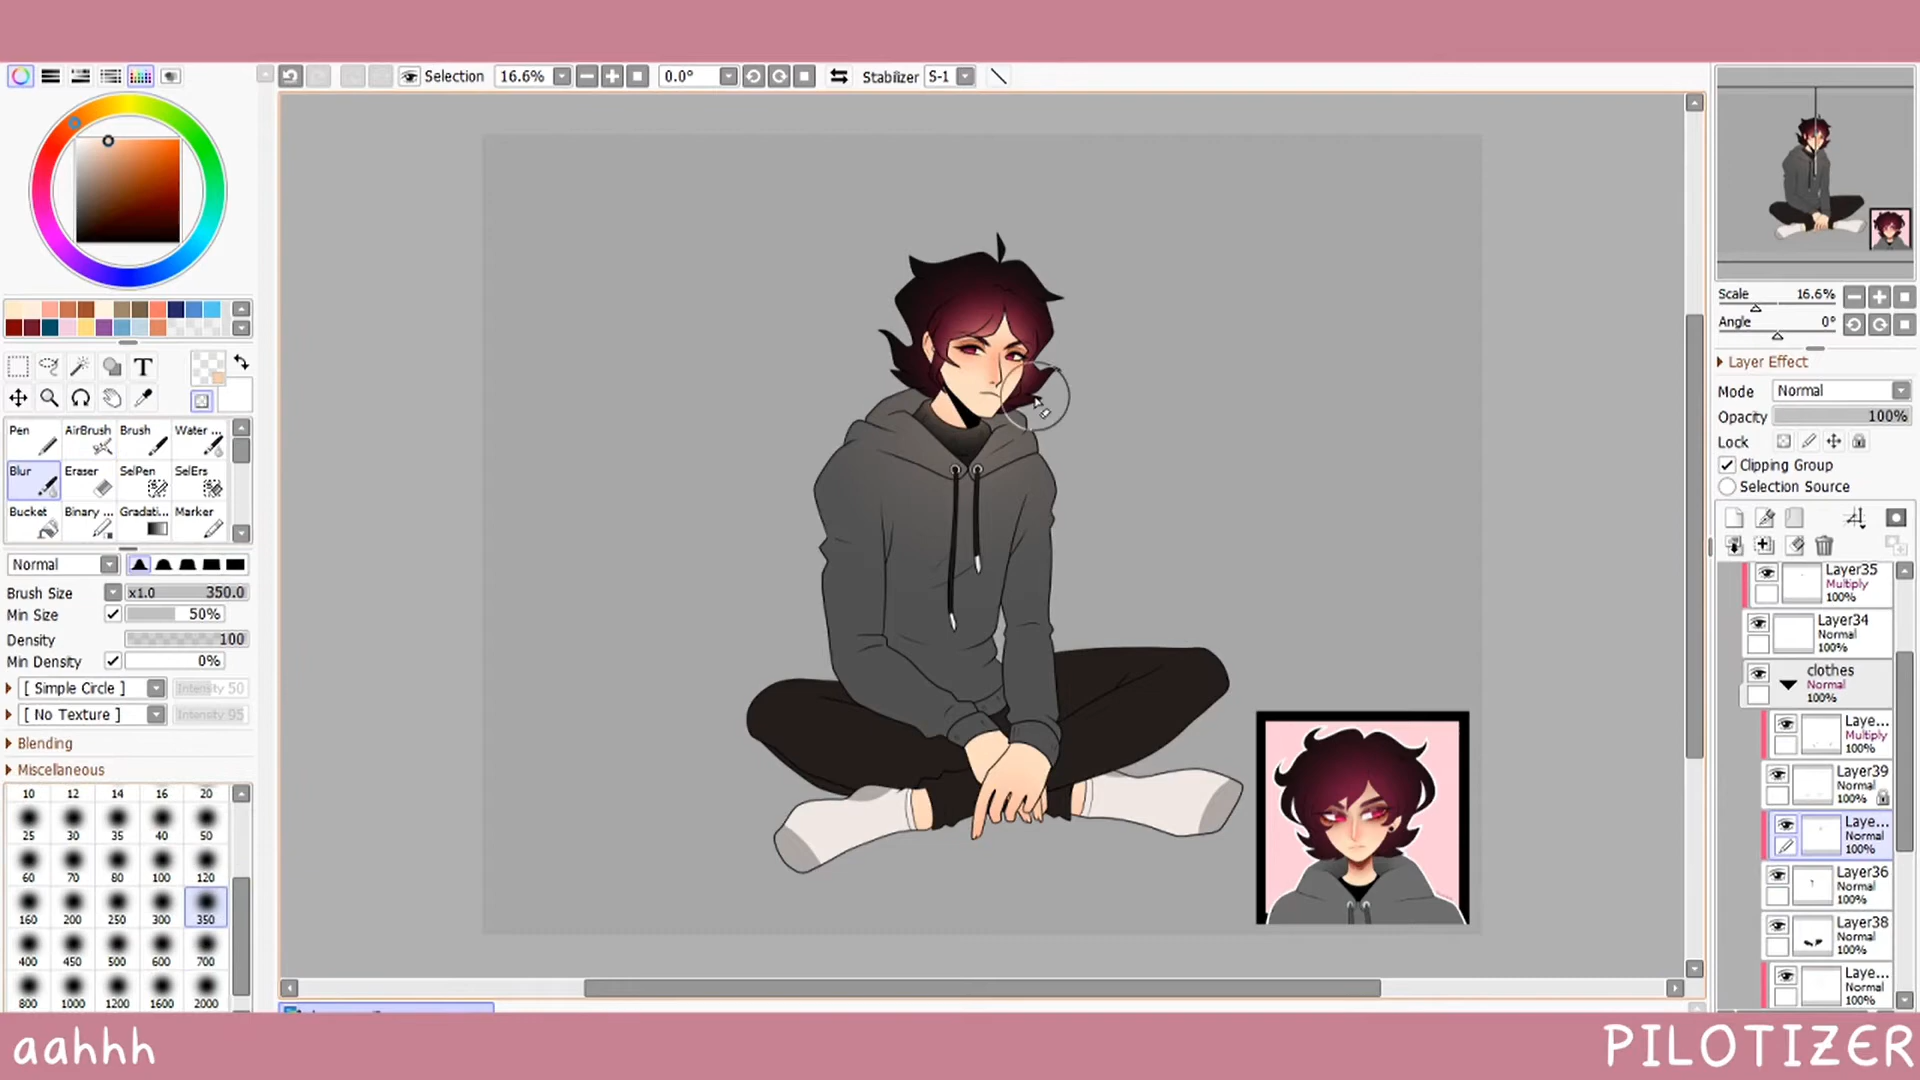 Selection 16.6% 0.0° Stabilizer S-1
T
Pen AirBrush Brush Water ...
Blur Eraser SelPen SelErs
Bucket Binary ... Gradati... Marker
Normal
Brush Size x1.0 350.0
Min Size 50%
Density 100
Min Density 0%
[ Simple Circle ] Intensity 50
[ No Texture ] Intensity 95
Blending
Miscellaneous
10 12 14 16 20
25 30 35 40 50
60 70 80 100 120
160 200 250 300 350
400 450 500 600 700
800 1000 1200 1600 2000
Scale 16.6%
Angle 0°
Layer Effect
Mode Normal
Opacity 100%
Lock
Clipping Group
Selection Source
Layer35
Multiply
100%
Layer34
Normal
100%
clothes
Normal
100%
Laye...
Multiply
100%
Layer39
Normal
100%
Laye...
Normal
100%
Layer36
Normal
100%
Layer38
Normal
100%
Laye...
Normal
100%
aahhh
PILOTIZER